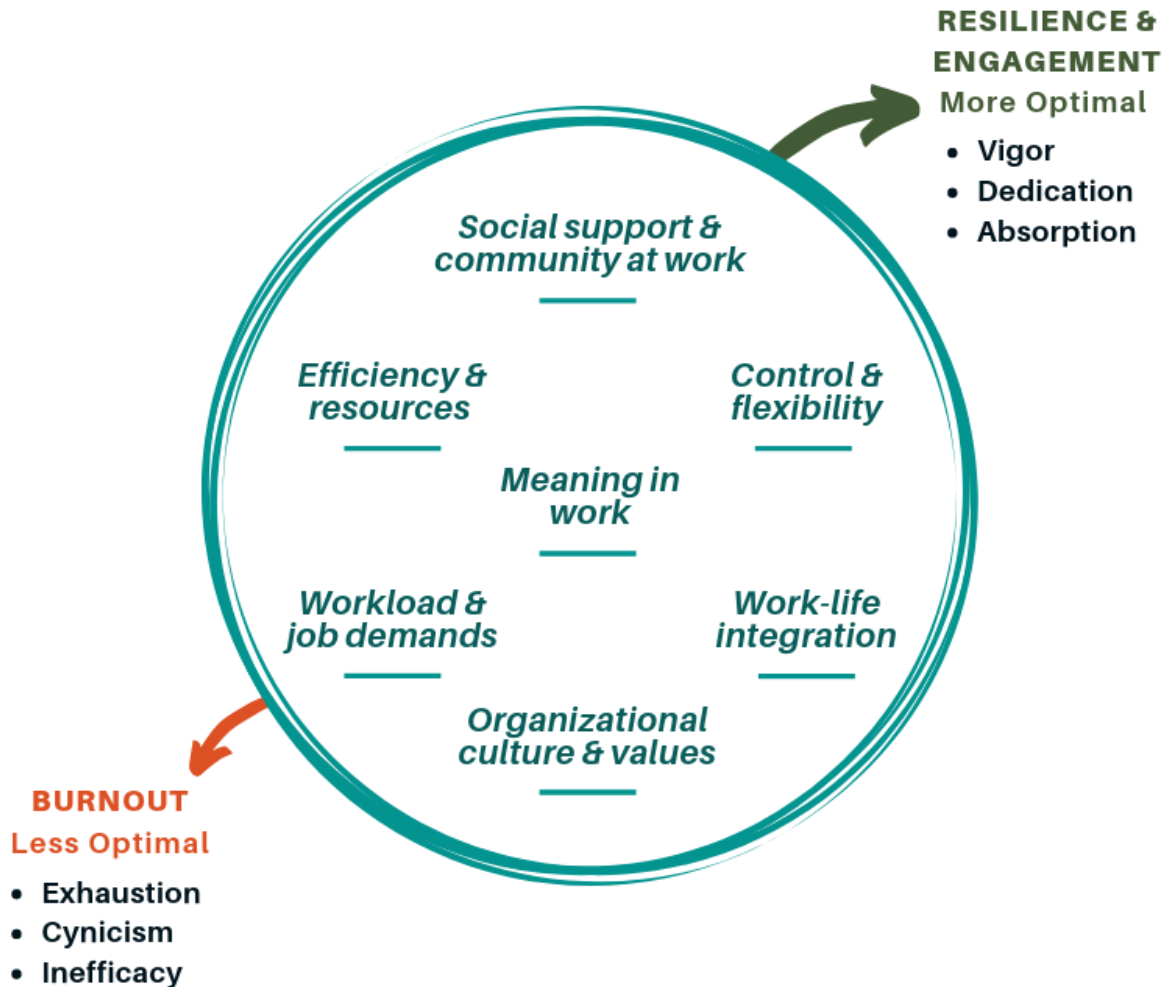 RESILIENCE &
ENGAGEMENT
More Optimal
• Vigor
• Dedication
• Absorption
Social support &
community at work
Efficiency &
resources
Control &
flexibility
Meaning in
work
Workload &
job demands
Work-life
integration
Organizational
culture & values
BURNOUT
Less Optimal
• Exhaustion
• Cynicism
• Inefficacy